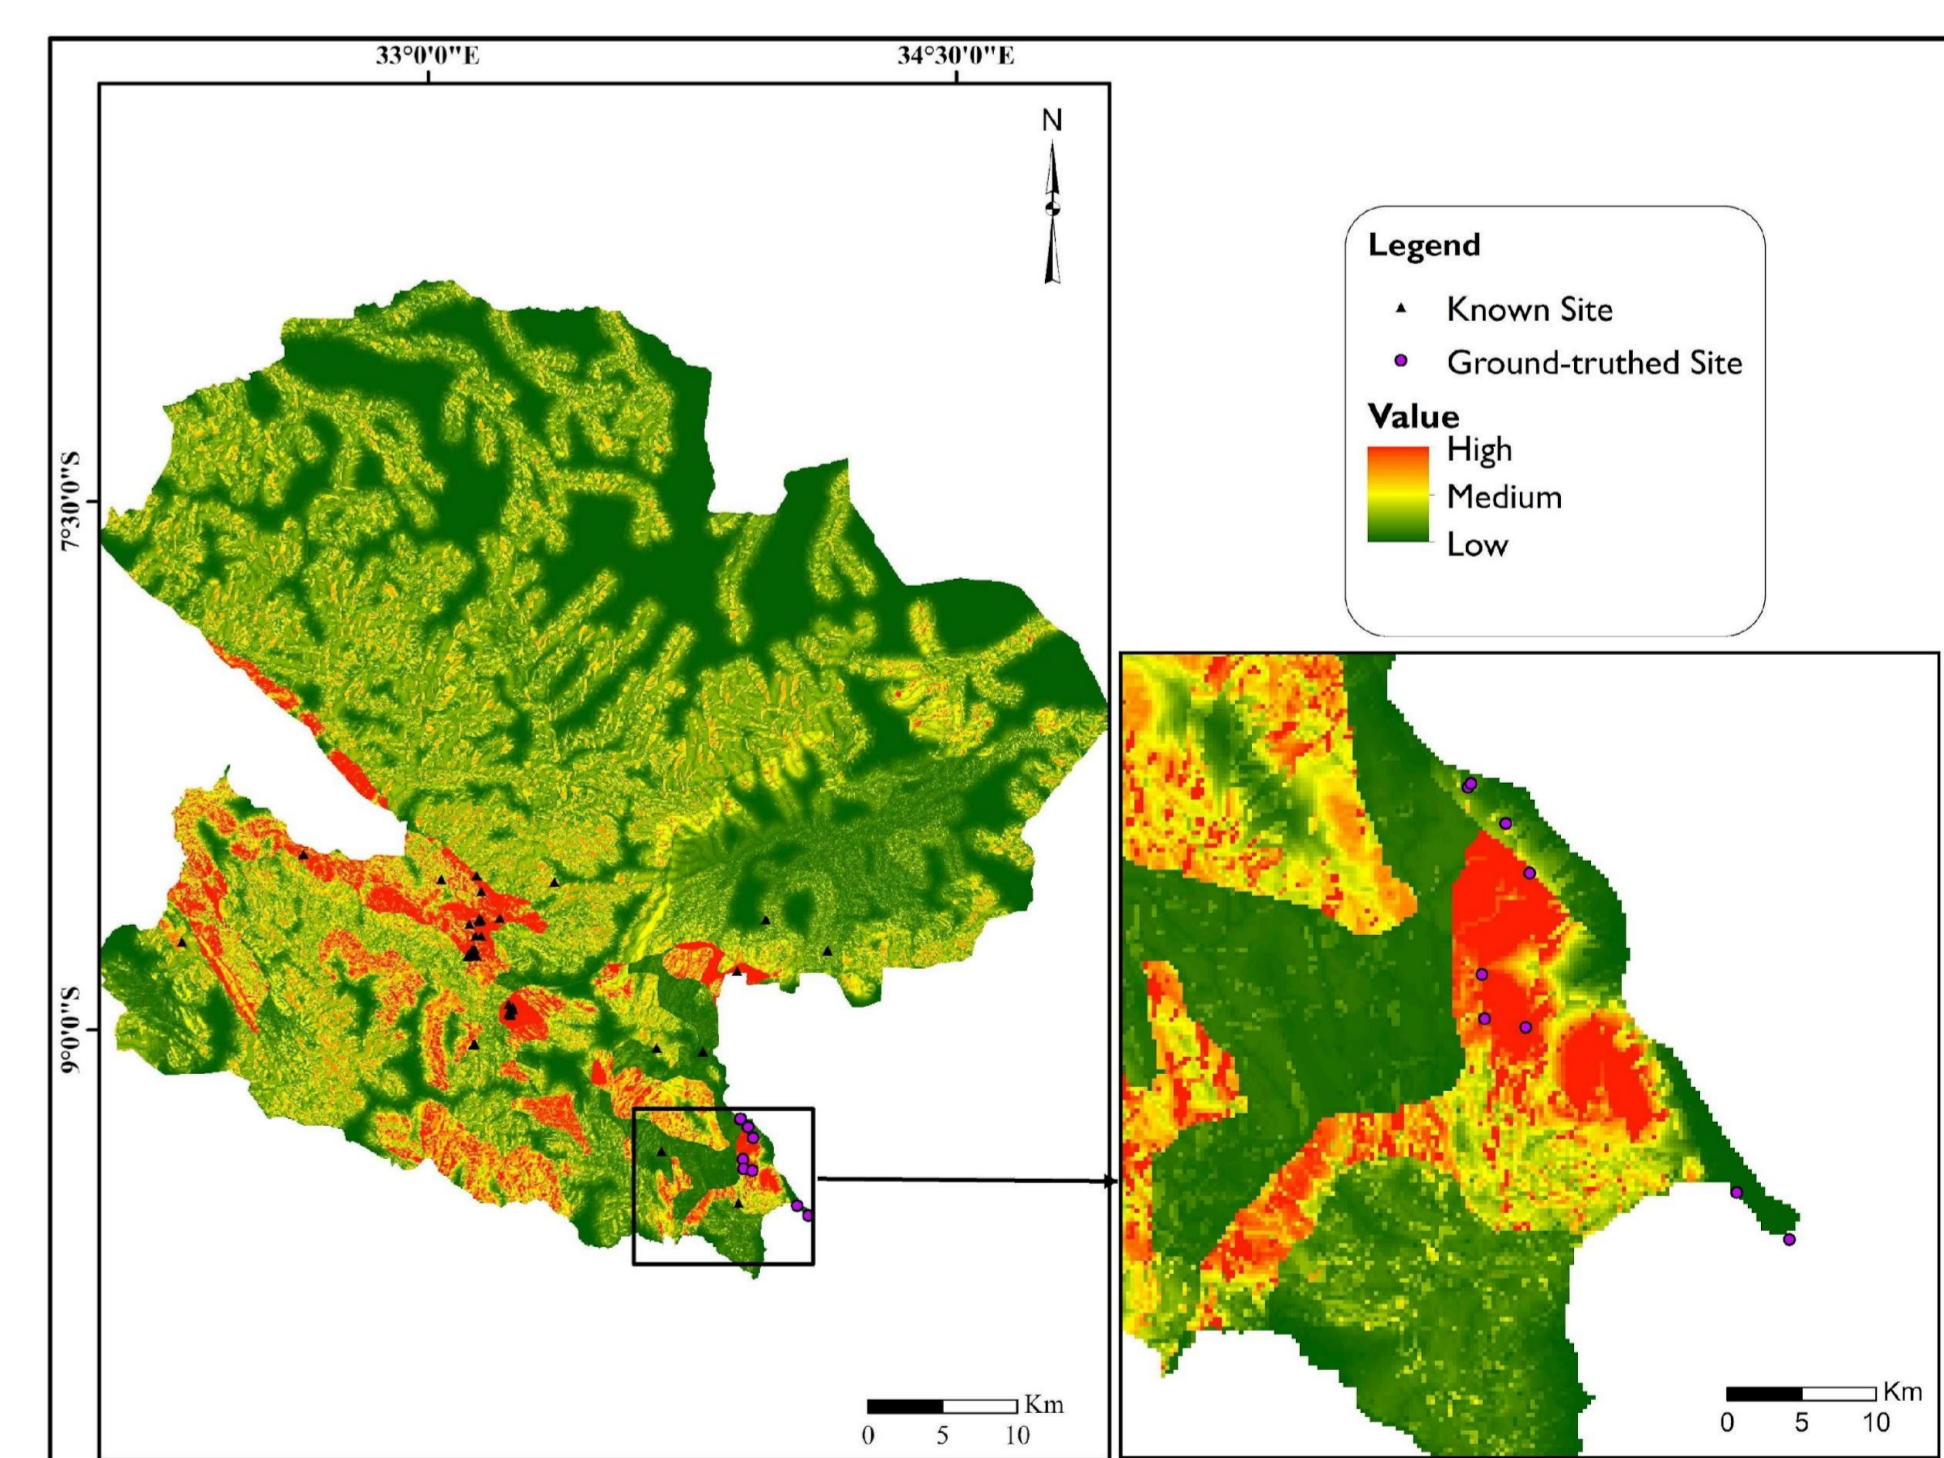 33°0'0"E
34°30'0"E
N
7°30'0"S
9°0'0"S
Km
0 5 10
Legend
Known Site
Ground-truthed Site
Value
High
Medium
Low
Km
0 5 10